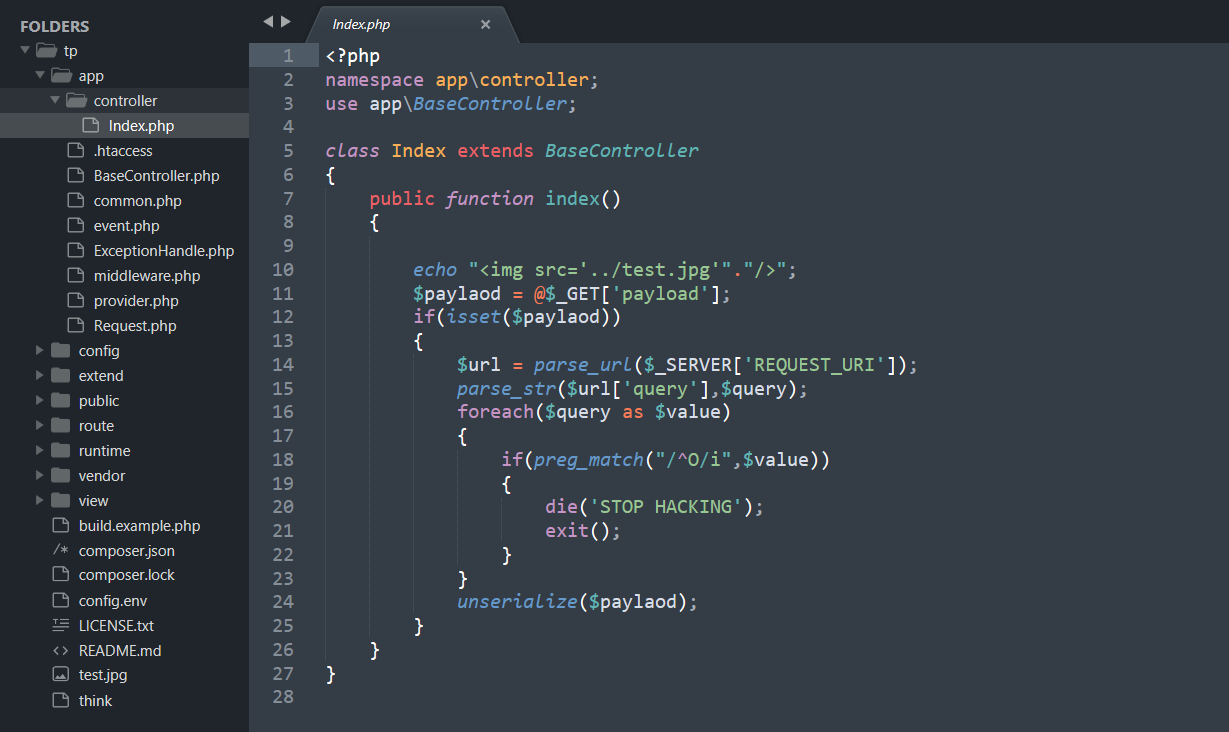 FOLDERS
tp
app
controller
Index.php
.htaccess
BaseController.php
common.php
event.php
ExceptionHandle.php
middleware.php
provider.php
Request.php
config
extend
public
route
runtime
vendor
view
build.example.php
/* composer.json
composer.lock
config.env
LICENSE.txt
<> README.md
test.jpg
think
Index.php ×
1 <?php
2 namespace app\controller;
3 use app\BaseController;
4
5 class Index extends BaseController
6 {
7     public function index()
8     {
9
10         echo "<img src='../test.jpg'"."/>";
11         $paylaod = @$_GET['payload'];
12         if(isset($paylaod))
13         {
14             $url = parse_url($_SERVER['REQUEST_URI']);
15             parse_str($url['query'],$query);
16             foreach($query as $value)
17             {
18                 if(preg_match("/^O/i",$value))
19                 {
20                     die('STOP HACKING');
21                     exit();
22                 }
23             }
24             unserialize($paylaod);
25         }
26     }
27 }
28